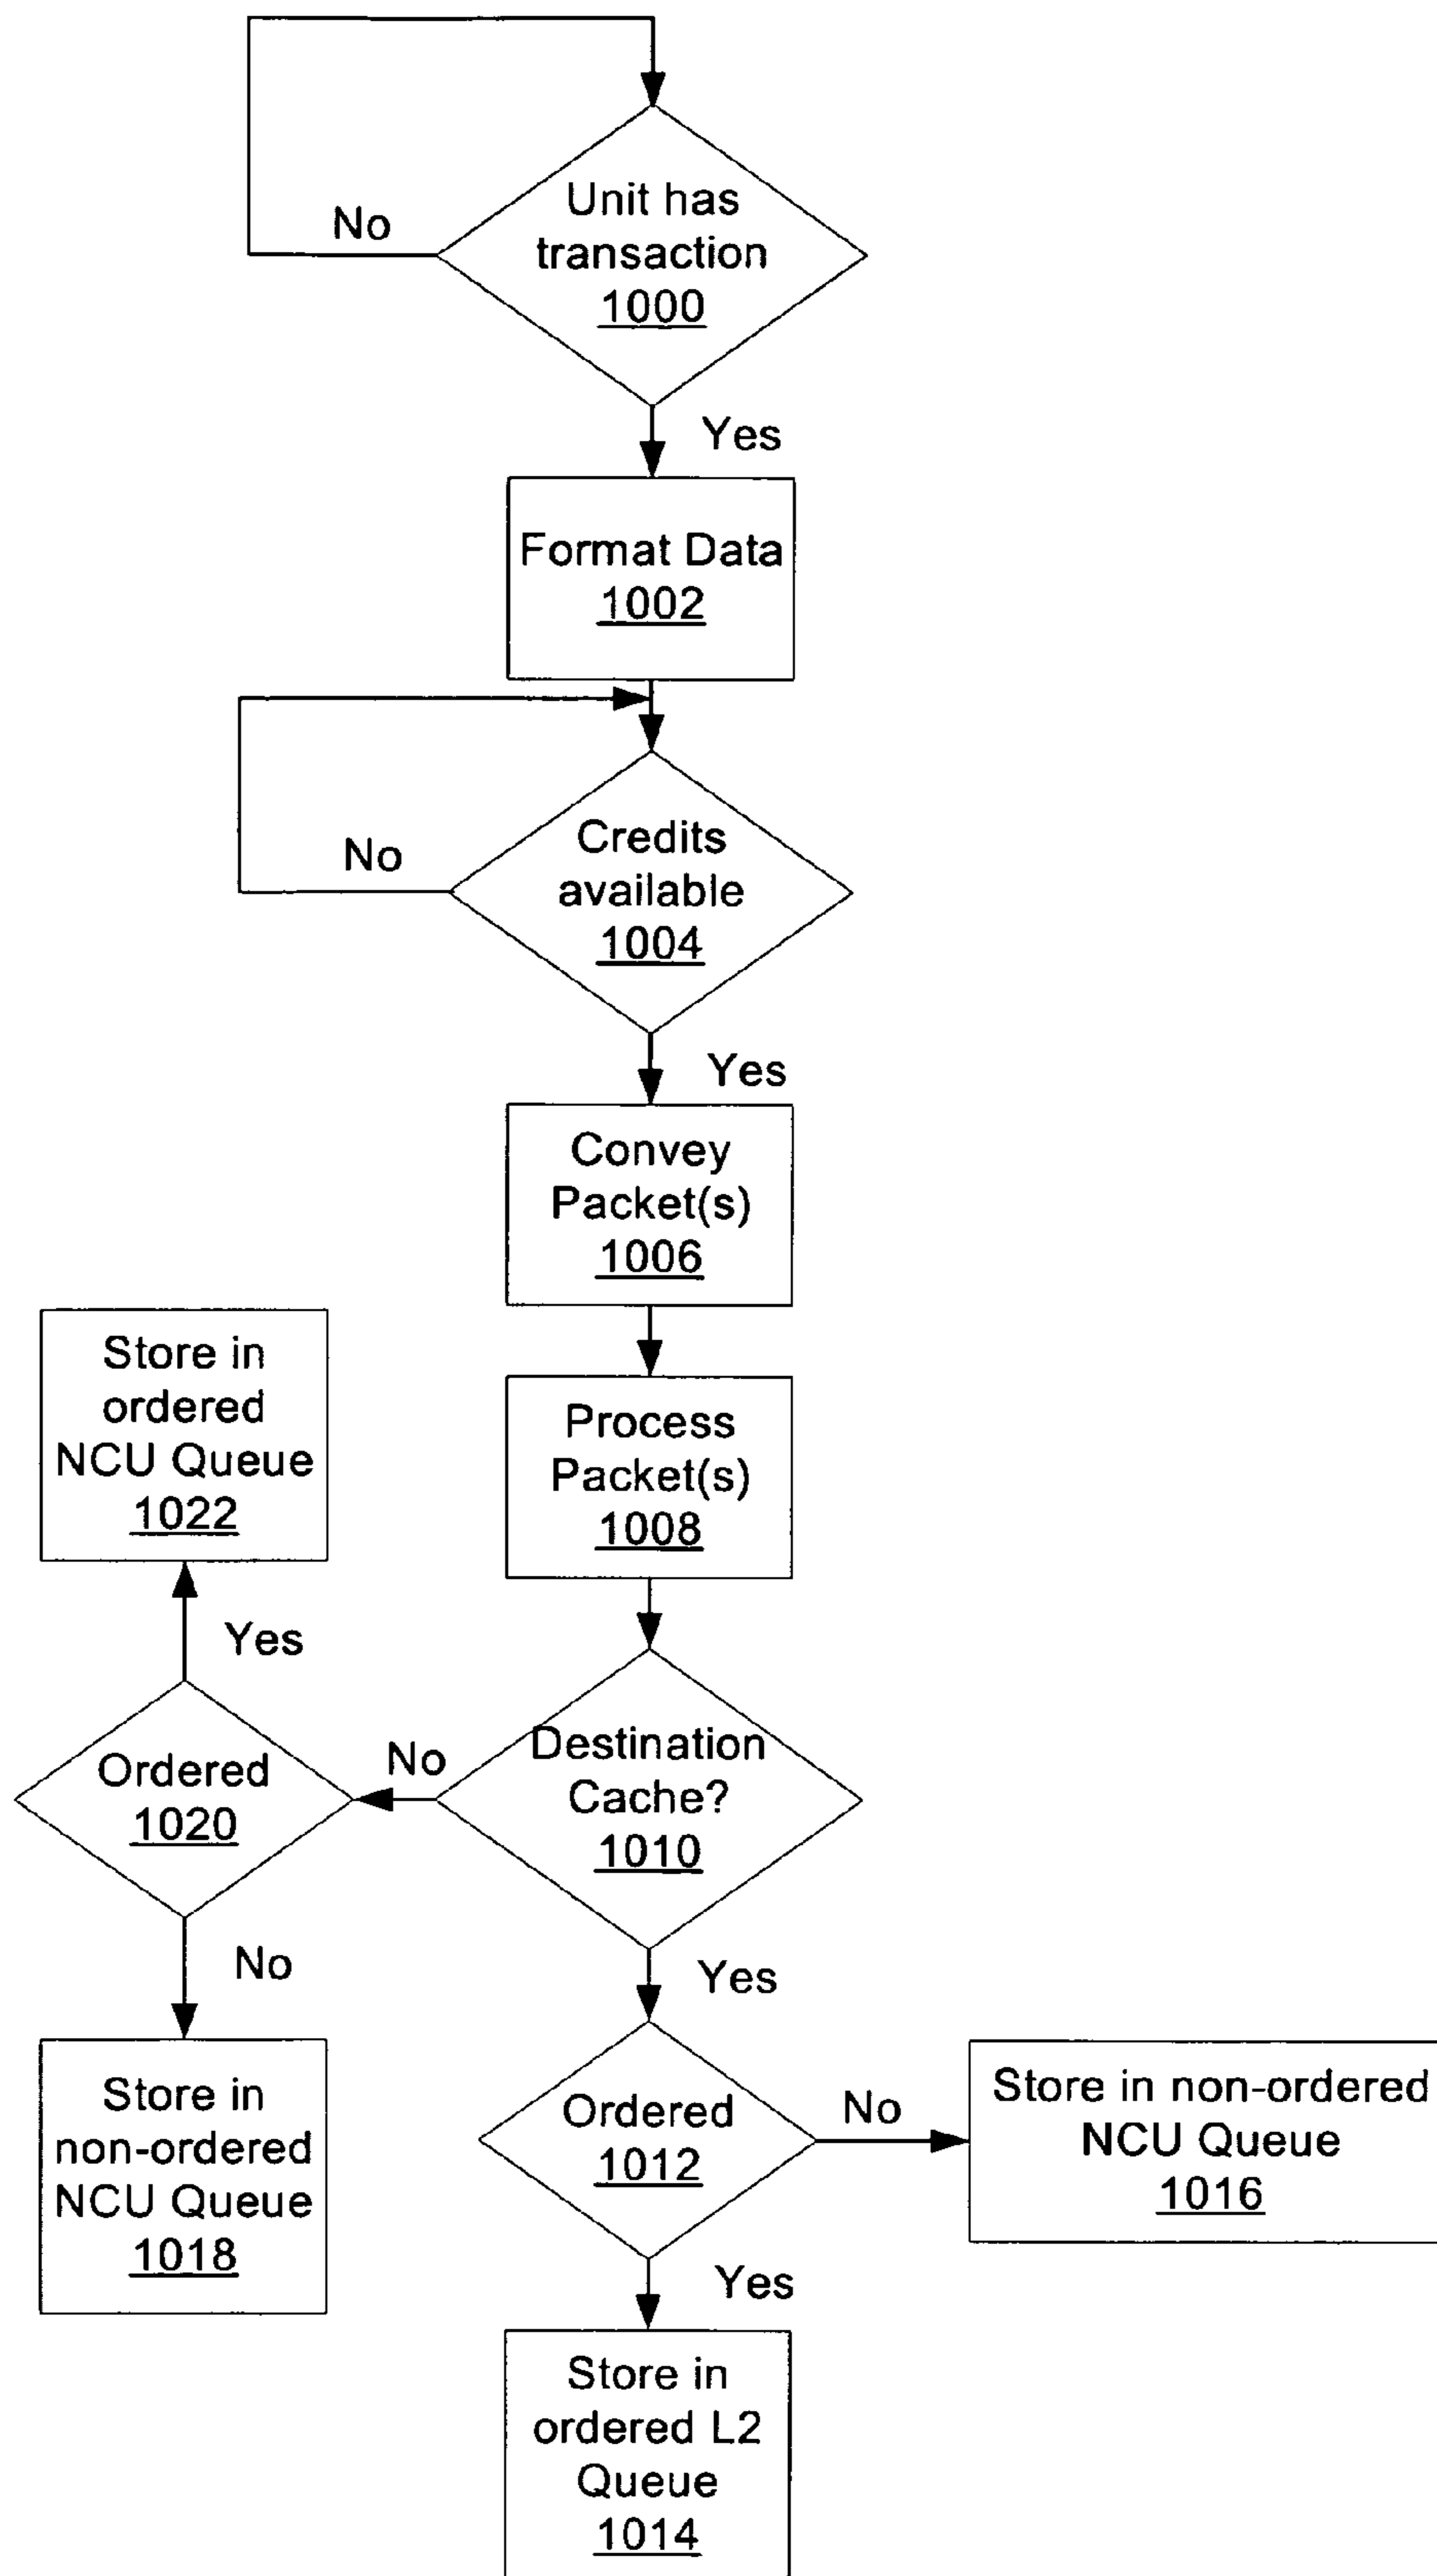 Unit has
transaction
1000
No
Yes
Format Data
1002
Credits
available
1004
No
Yes
Convey
Packet(s)
1006
Process
Packet(s)
1008
Store in
ordered
NCU Queue
1022
Yes
Ordered
1020
No
Destination
Cache?
1010
No
Yes
Store in
non-ordered
NCU Queue
1018
Ordered
1012
No
Store in non-ordered
NCU Queue
1016
Yes
Store in
ordered L2
Queue
1014